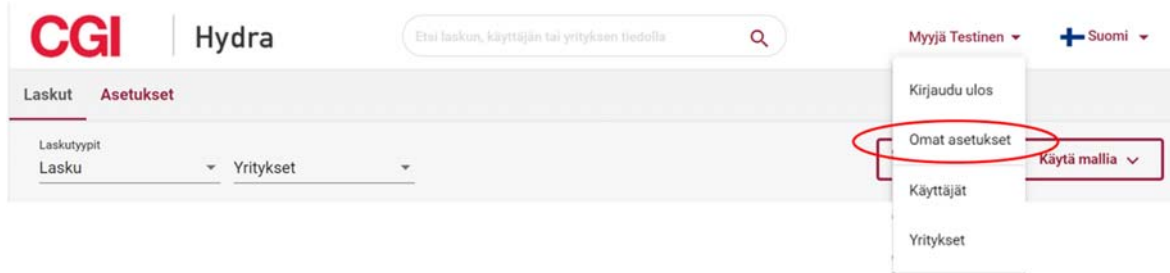 CGI Hydra Etsi laskun, käyttäjän tai yrityksen tiedolla Myyjä Testinen Suomi
Laskut Asetukset
Kirjaudu ulos
Laskutyypit
Lasku Yritykset
Omat asetukset
Käytä mallia
Käyttäjät
Yritykset